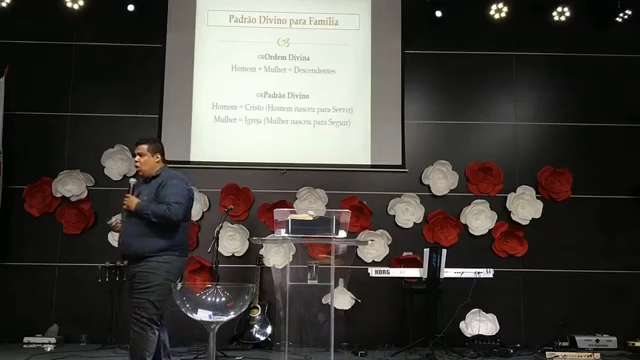 Padrão Divino para Família
Ordem Divina
Homem + Mulher = Descendentes
Padrão Divino
Homem = Cristo (Homem nasceu para Servir)
Mulher = Igreja (Mulher nasceu para Seguir)
KORG